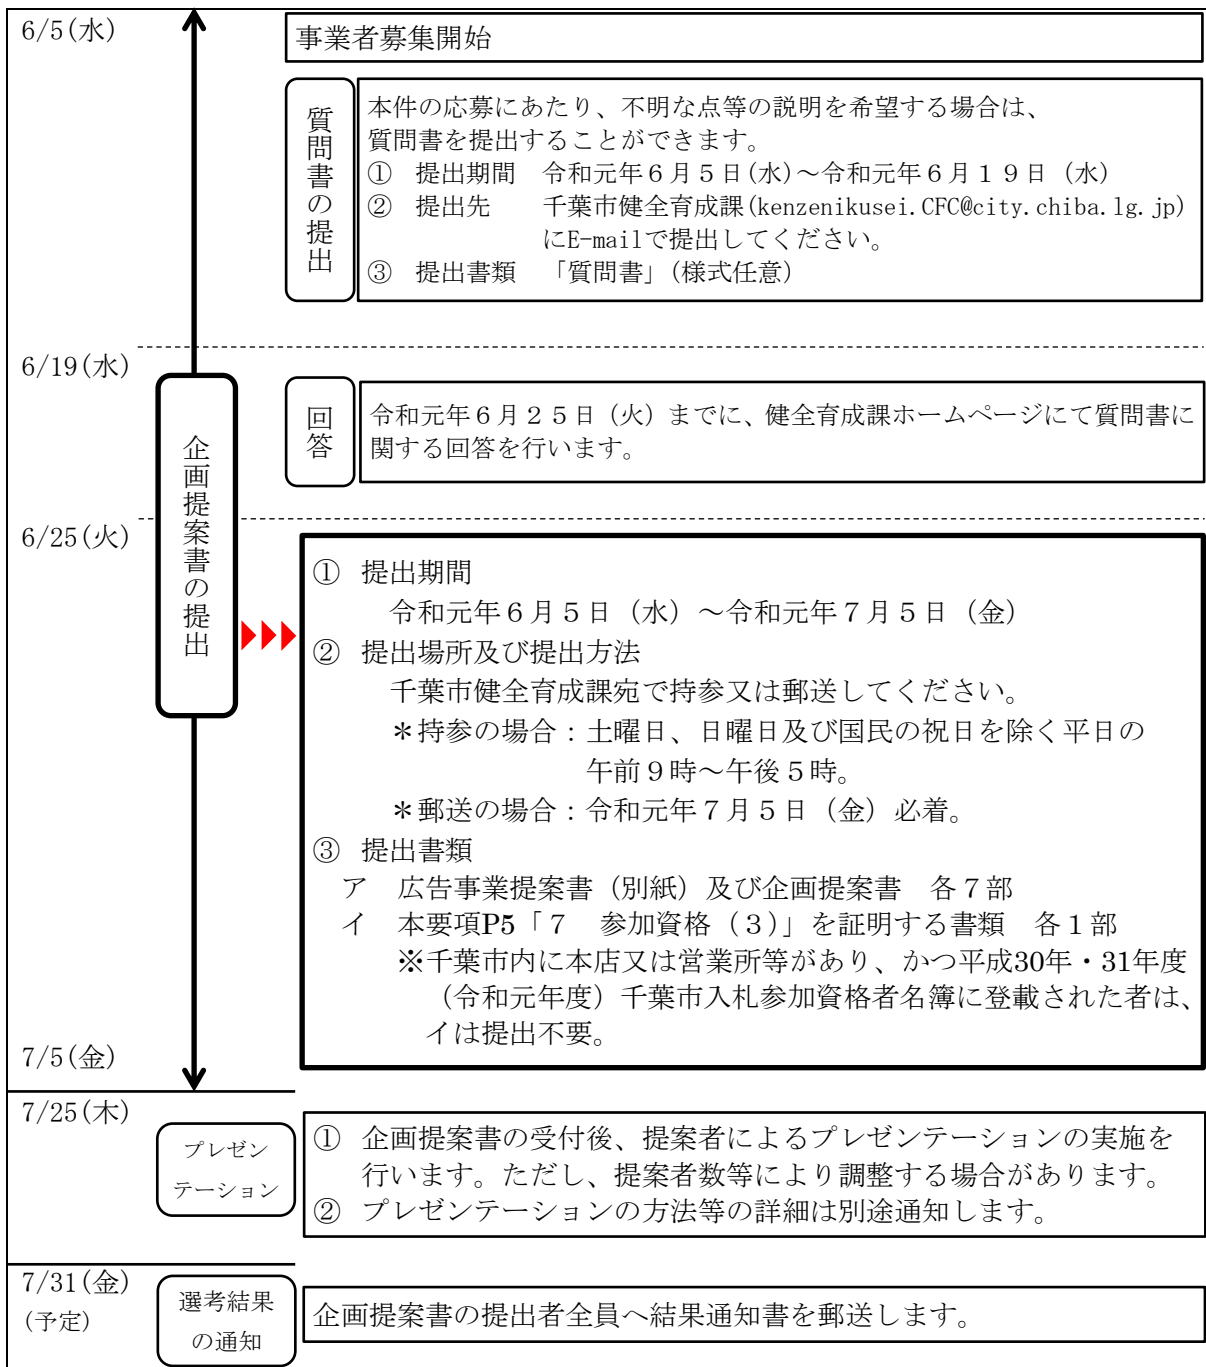 6/5(水)
事業者募集開始
質問書の提出
本件の応募にあたり、不明な点等の説明を希望する場合は、
質問書を提出することができます。
① 提出期間 令和元年６月５日(水)～令和元年６月１９日（水）
② 提出先 千葉市健全育成課(kenzenikusei.CFC@city.chiba.lg.jp)
にE-mailで提出してください。
③ 提出書類 「質問書」(様式任意)
6/19(水)
回答
令和元年６月２５日（火）までに、健全育成課ホームページにて質問書に
関する回答を行います。
企画提案書の提出
6/25(火)
① 提出期間
令和元年６月５日（水）～令和元年７月５日（金）
② 提出場所及び提出方法
千葉市健全育成課宛で持参又は郵送してください。
＊持参の場合：土曜日、日曜日及び国民の祝日を除く平日の
午前９時～午後５時。
＊郵送の場合：令和元年７月５日（金）必着。
③ 提出書類
ア 広告事業提案書（別紙）及び企画提案書 各７部
イ 本要項P5「７ 参加資格（３）」を証明する書類 各１部
※千葉市内に本店又は営業所等があり、かつ平成30年・31年度
（令和元年度）千葉市入札参加資格者名簿に登載された者は、
イは提出不要。
7/5(金)
7/25(木)
プレゼン
テーション
① 企画提案書の受付後、提案者によるプレゼンテーションの実施を
行います。ただし、提案者数等により調整する場合があります。
② プレゼンテーションの方法等の詳細は別途通知します。
7/31(金)
(予定)
選考結果
の通知
企画提案書の提出者全員へ結果通知書を郵送します。